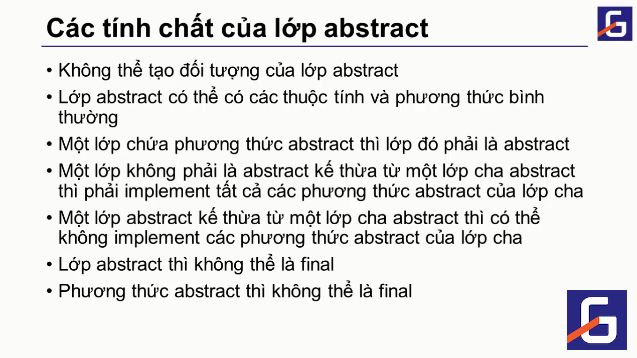 Các tính chất của lớp abstract
• Không thể tạo đối tượng của lớp abstract
• Lớp abstract có thể có các thuộc tính và phương thức bình
thường
• Một lớp chứa phương thức abstract thì lớp đó phải là abstract
• Một lớp không phải là abstract kế thừa từ một lớp cha abstract
thì phải implement tất cả các phương thức abstract của lớp cha
• Một lớp abstract kế thừa từ một lớp cha abstract thì có thể
không implement các phương thức abstract của lớp cha
• Lớp abstract thì không thể là final
• Phương thức abstract thì không thể là final